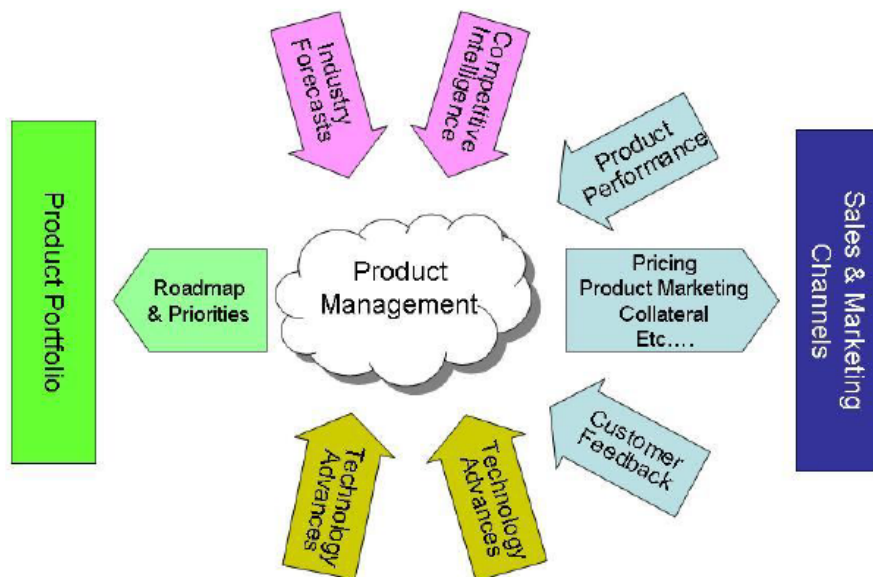 Industry
Forecasts
Competitive
Intelligence
Product
Performance
Product Portfolio
Roadmap
& Priorities
Product
Management
Pricing
Product Marketing
Collateral
Etc....
Sales & Marketing
Channels
Technology
Advances
Technology
Advances
Customer
Feedback